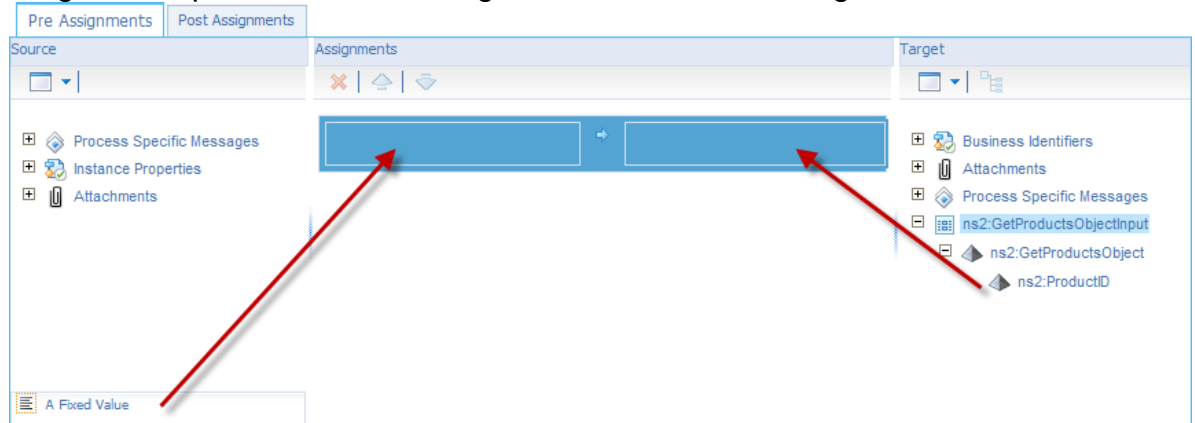 Pre Assignments Post Assignments
Source Assignments Target
Process Specific Messages
Instance Properties
Attachments
Business Identifiers
Attachments
Process Specific Messages
ns2:GetProductsObjectInput
ns2:GetProductsObject
ns2:ProductID
A Fixed Value